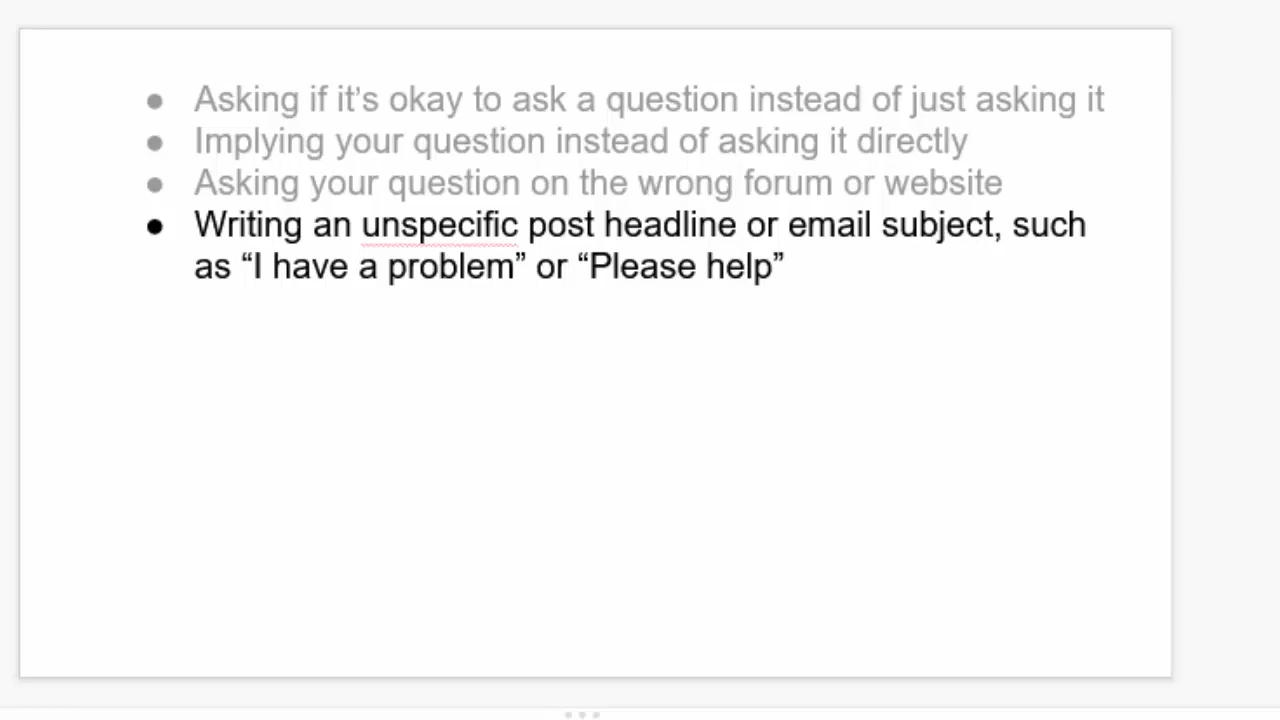 ● Asking if it’s okay to ask a question instead of just asking it
● Implying your question instead of asking it directly
● Asking your question on the wrong forum or website
● Writing an unspecific post headline or email subject, such
as “I have a problem” or “Please help”